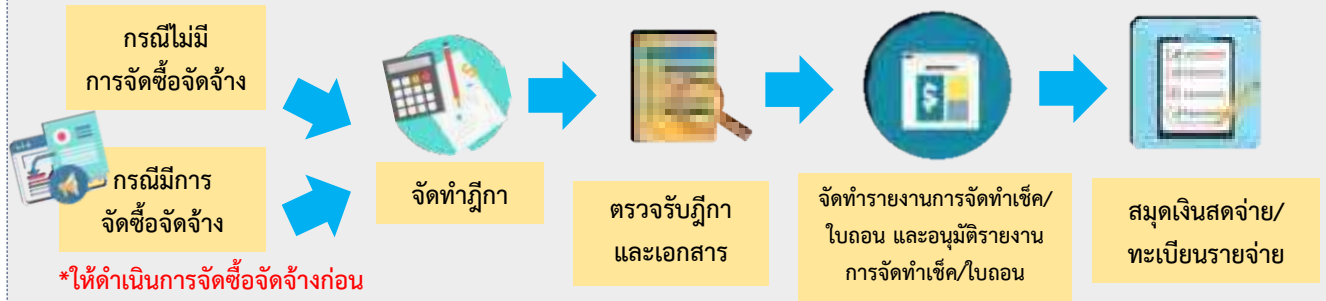 กรณีไม่มี
การจัดซื้อจัดจ้าง
กรณีมีการ
จัดซื้อจัดจ้าง
*ให้ดำเนินการจัดซื้อจัดจ้างก่อน
จัดทำฎีกา
ตรวจรับฎีกา
และเอกสาร
จัดทำรายงานการจัดทำเช็ค/
ใบถอน และอนุมัติรายงาน
การจัดทำเช็ค/ใบถอน
สมุดเงินสดจ่าย/
ทะเบียนรายจ่าย